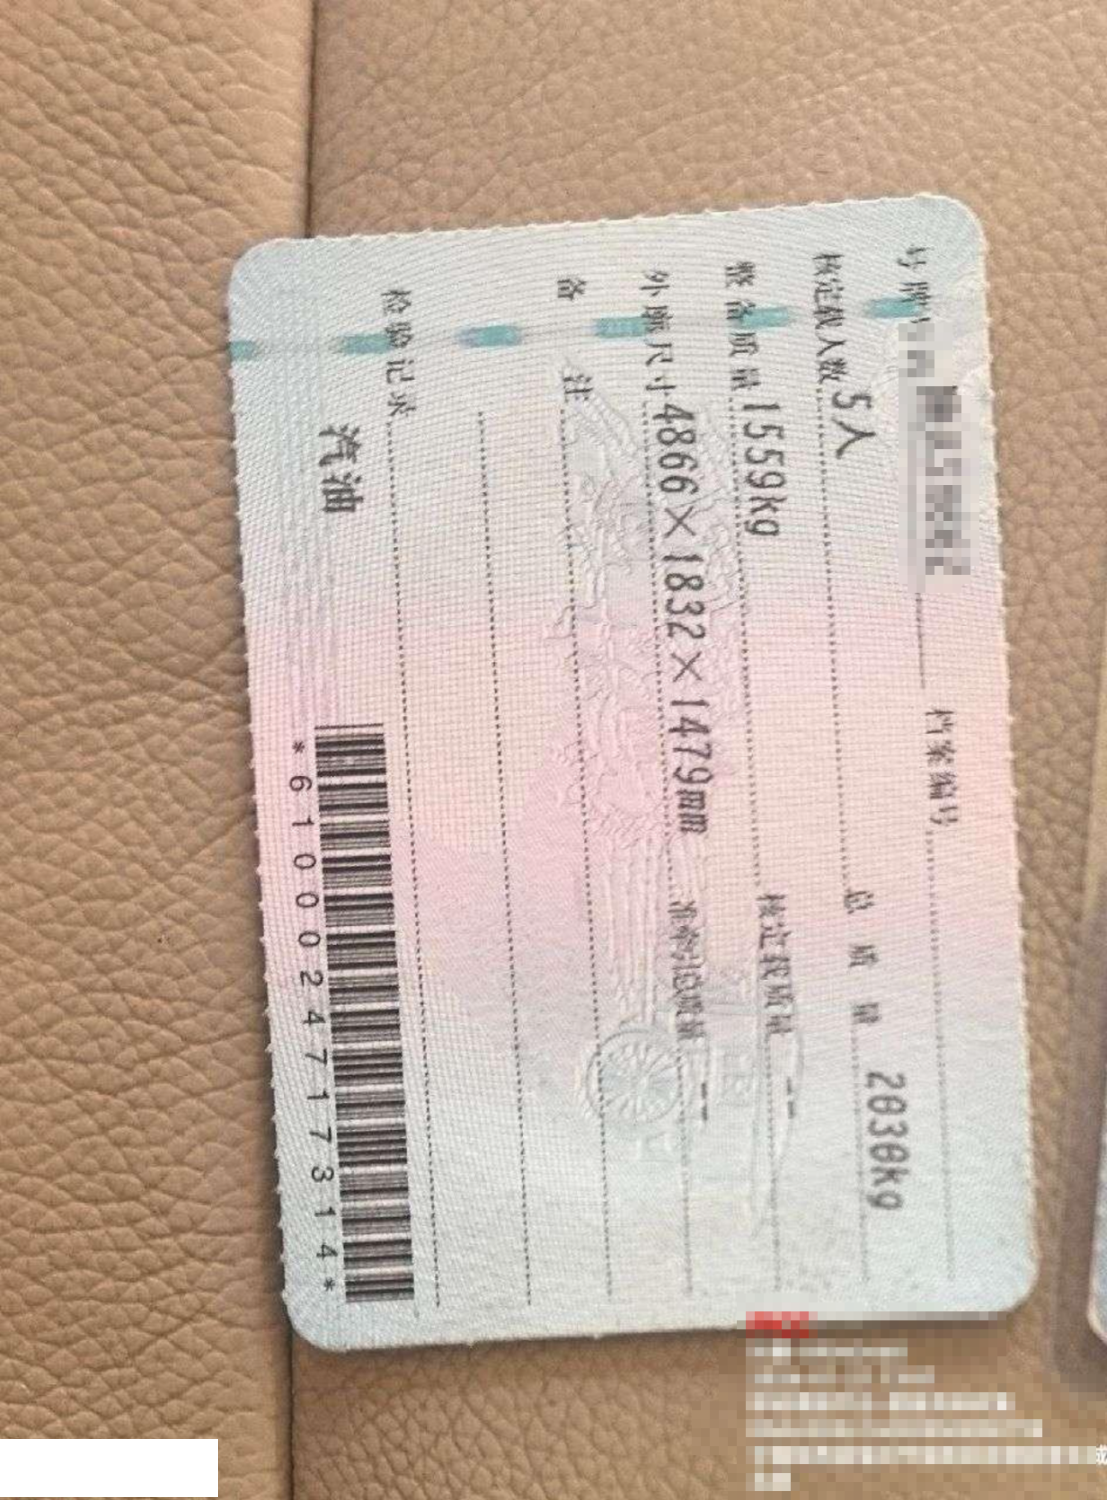 号牌号码 档案编号
核定载人数 5人 总质量 2030kg
整备质量 1559kg 核定载质量 --
外廓尺寸 4866×1832×1479mm 准牵引总质量 --
备注
检验记录
汽油
*6100024717314*